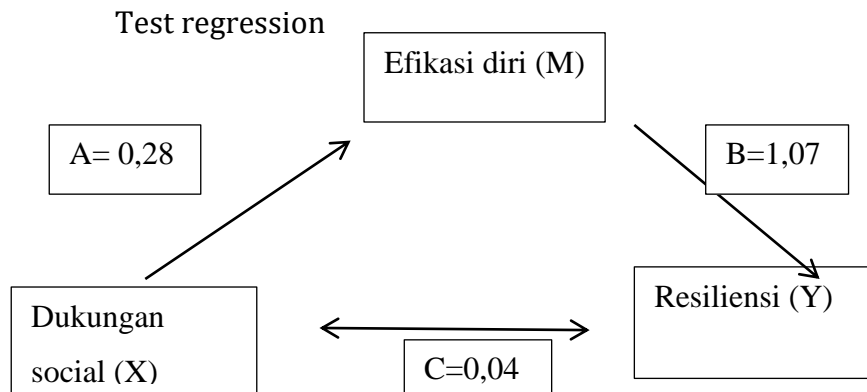 Test regression
Efikasi diri (M)
A= 0,28
B=1,07
Dukungan
social (X)
Resiliensi (Y)
C=0,04